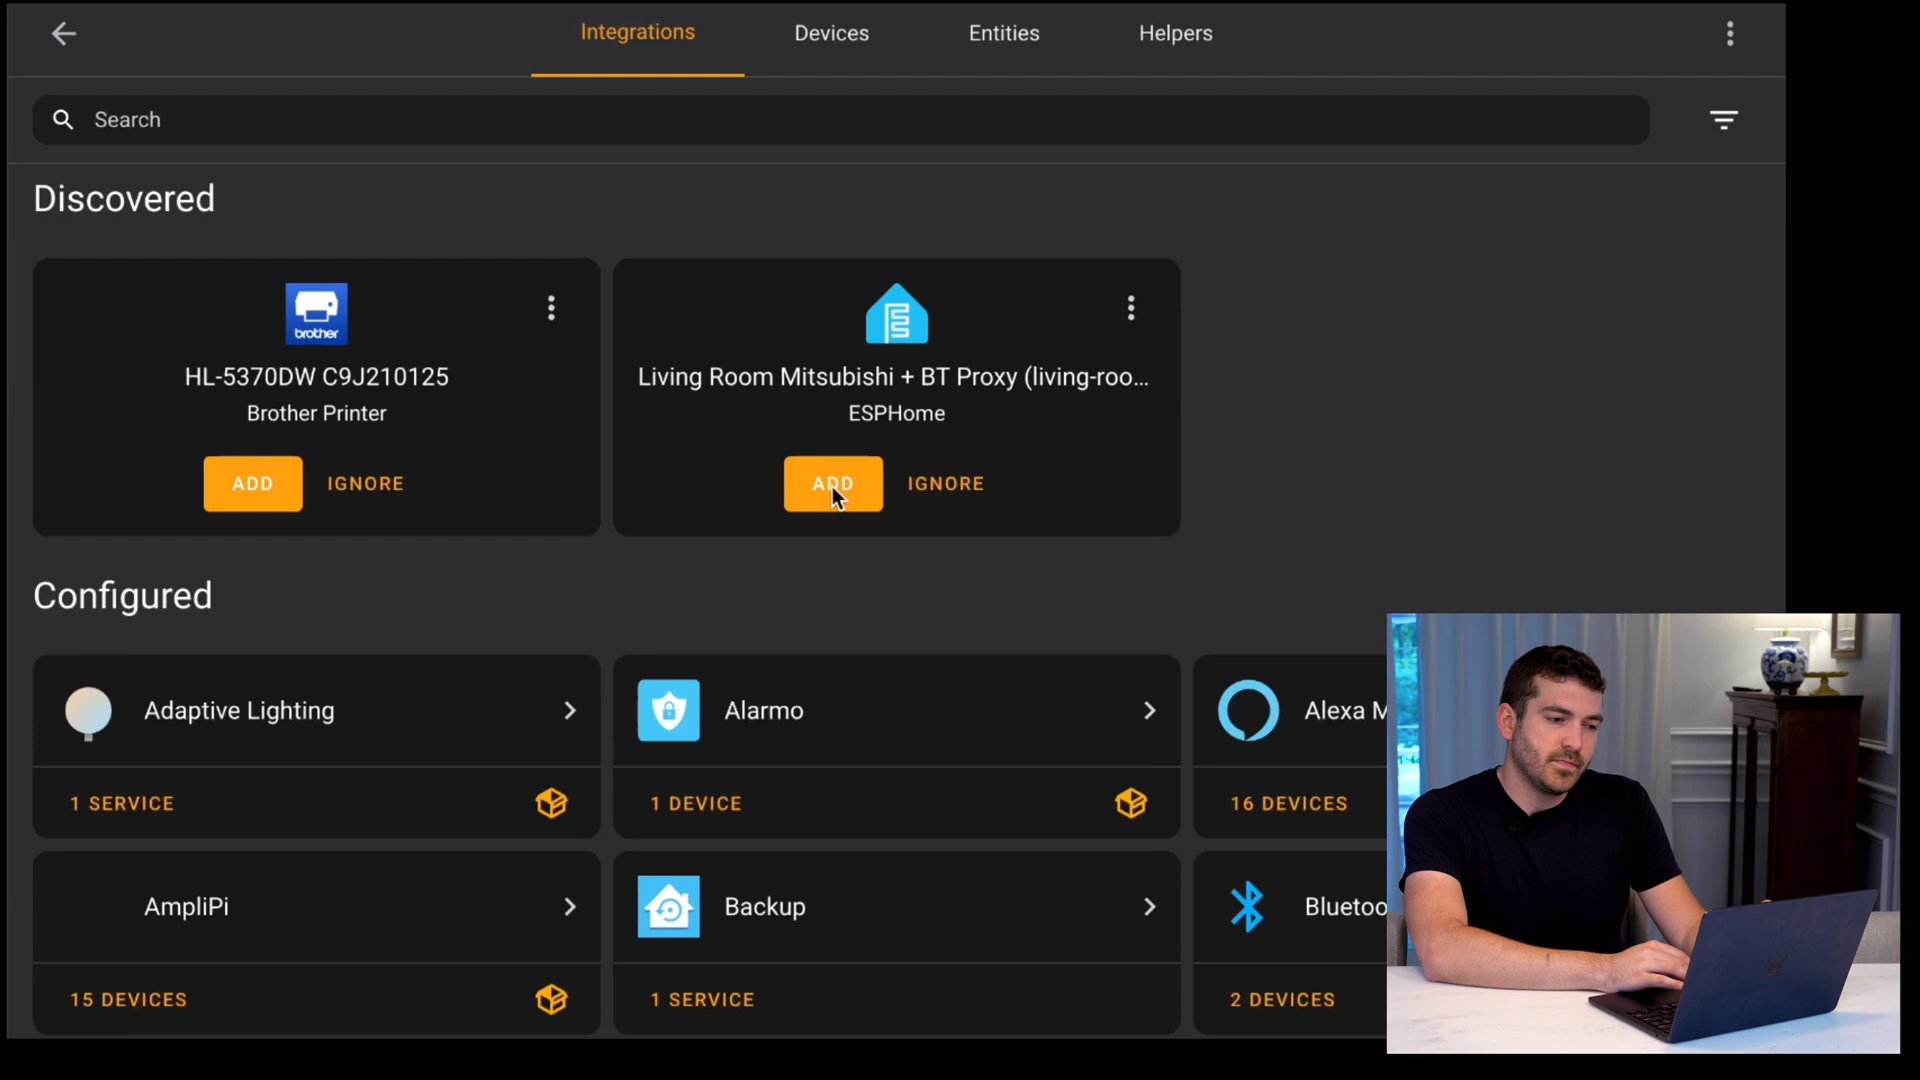 Integrations Devices Entities Helpers
Search
Discovered
brother
HL-5370DW C9J210125
Brother Printer
ADD IGNORE
Living Room Mitsubishi + BT Proxy (living-roo...
ESPHome
ADD IGNORE
Configured
Adaptive Lighting
1 SERVICE
Alarmo
1 DEVICE
Alexa M
16 DEVICES
AmpliPi
15 DEVICES
Backup
1 SERVICE
Bluetoo
2 DEVICES